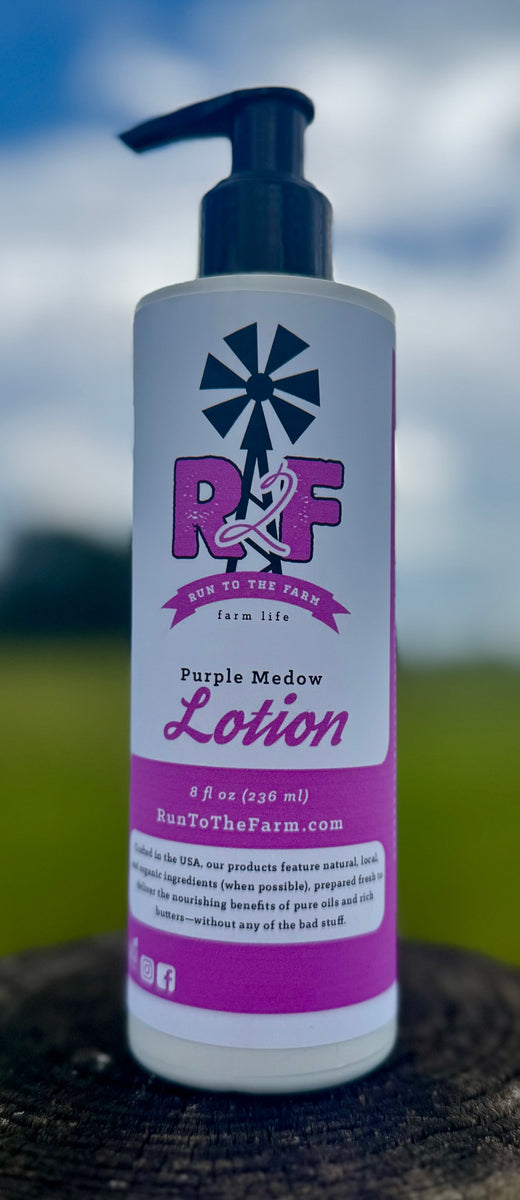 R2F
RUN TO THE FARM
farm life
Purple Medow
Lotion
8 fl oz (236 ml)
RunToTheFarm.com
Crafted in the USA, our products feature natural, local,
and organic ingredients (when possible), prepared fresh to
deliver the nourishing benefits of pure oils and rich
butters—without any of the bad stuff.